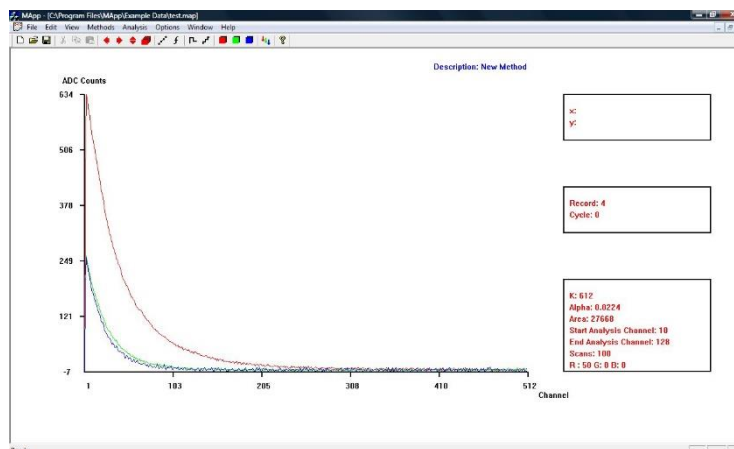 MApp - [C:\Program Files\MApp\Example Data\test.map]
File Edit View Methods Analysis Options Window Help
Description: New Method
ADC Counts
634
506
378
249
121
-7
1 103 205 308 410 512
Channel
x:
y:
Record: 4
Cycle: 0
K: 612
Alpha: 0.0224
Area: 27660
Start Analysis Channel: 10
End Analysis Channel: 128
Scans: 100
R : 50 G: 0 B: 0